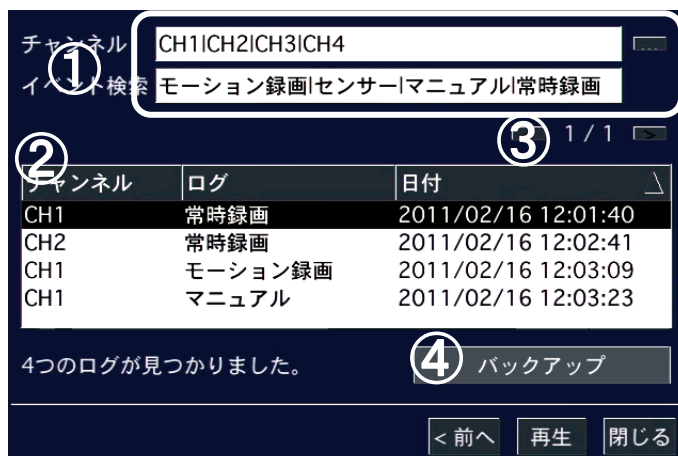 チャンネル CH1|CH2|CH3|CH4 ...
①
イベント検索 モーション録画|センサー|マニュアル|常時録画
③ 1 / 1 >
②
チャンネル ログ 日付 △
CH1 常時録画 2011/02/16 12:01:40
CH2 常時録画 2011/02/16 12:02:41
CH1 モーション録画 2011/02/16 12:03:09
CH1 マニュアル 2011/02/16 12:03:23
4つのログが見つかりました。 ④ バックアップ
<前へ 再生 閉じる